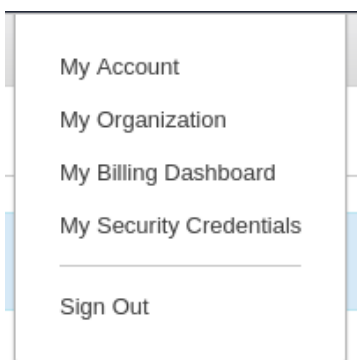 My Account
My Organization
My Billing Dashboard
My Security Credentials
Sign Out